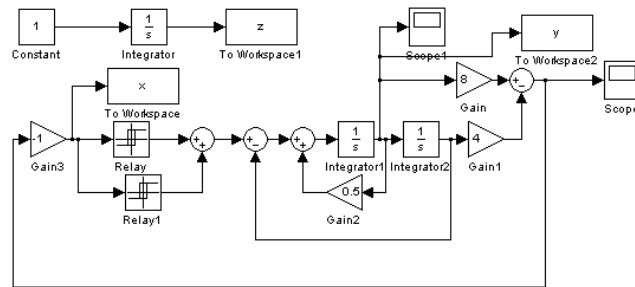 1
Constant
1
s
Integrator
z
To Workspace1
Scope1
y
To Workspace2
x
To Workspace
8
Gain
+
−
Scope
-1
Gain3
Relay
+
+
+
−
+
+
1
s
Integrator1
1
s
Integrator2
4
Gain1
Relay1
0.5
Gain2